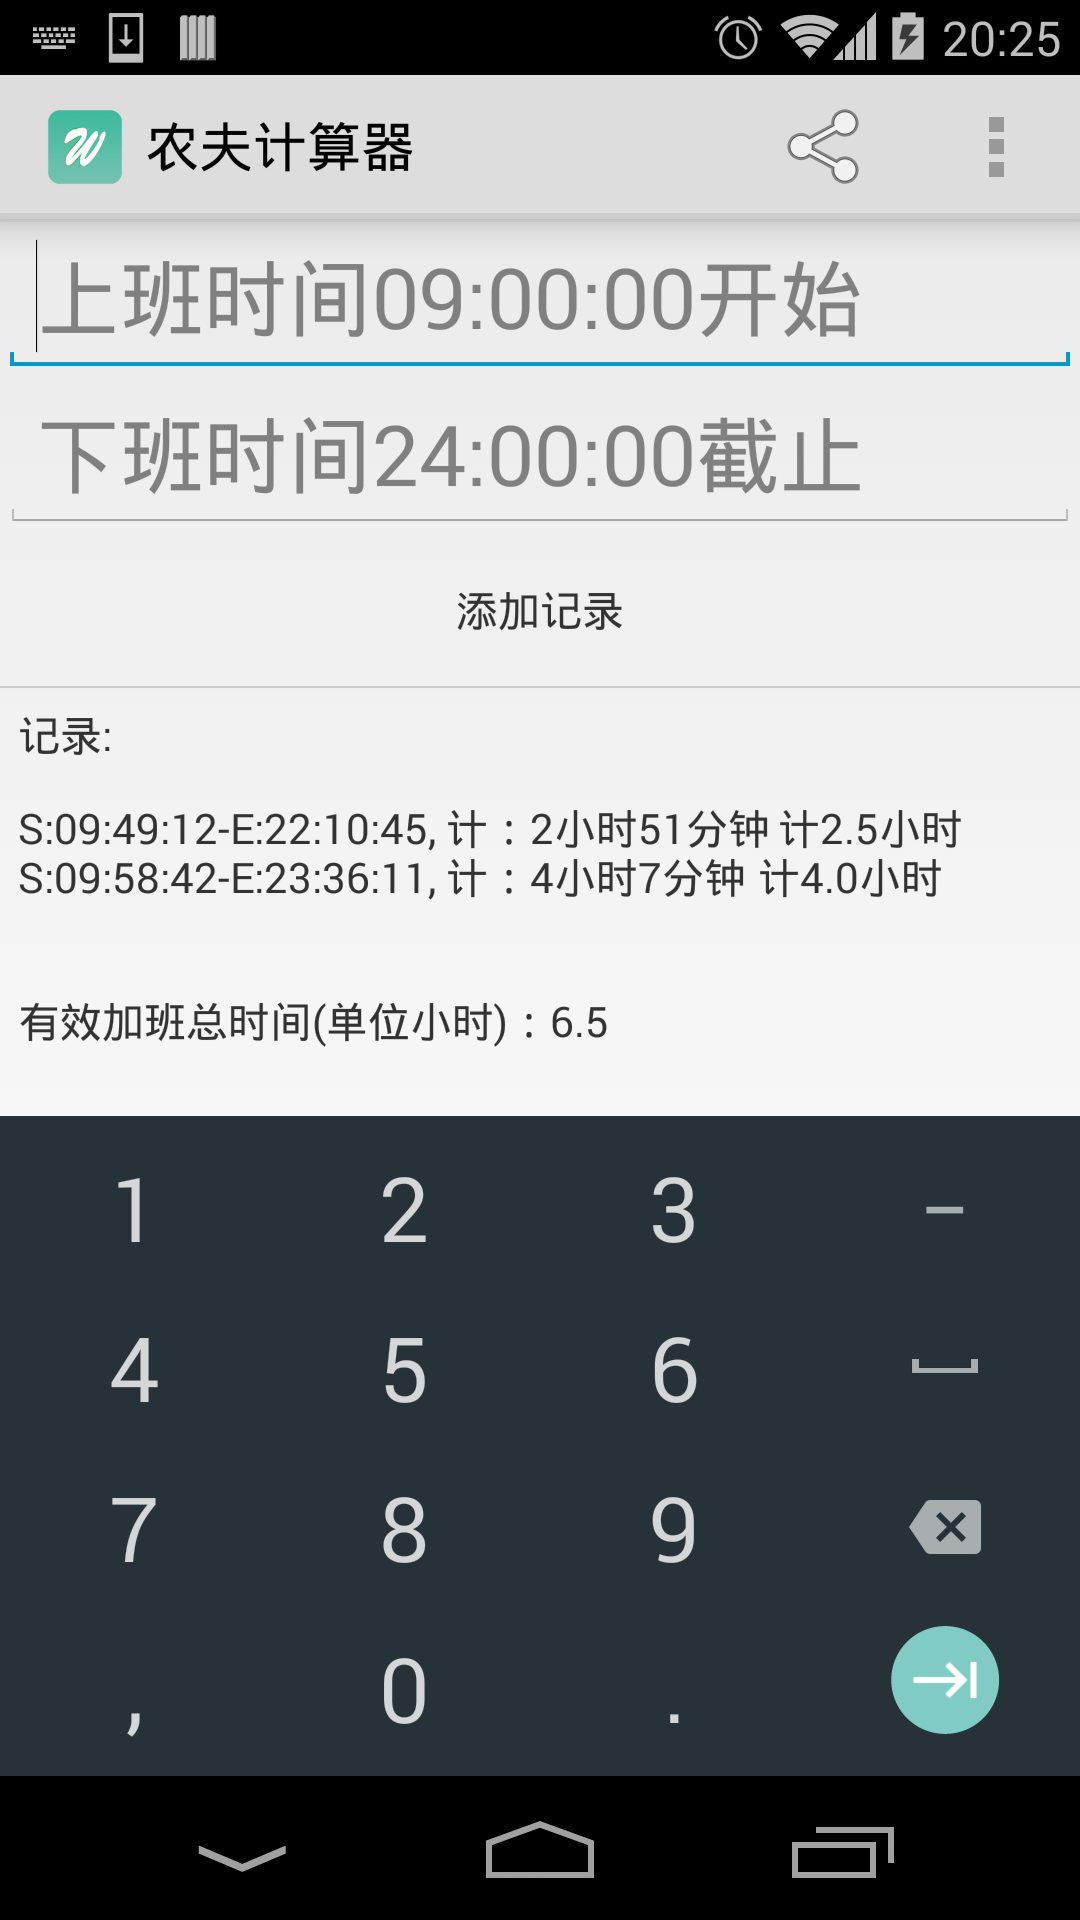 20:25
农夫计算器
上班时间09:00:00开始
下班时间24:00:00截止
添加记录
记录:
S:09:49:12-E:22:10:45, 计：2小时51分钟 计2.5小时
S:09:58:42-E:23:36:11, 计：4小时7分钟 计4.0小时
有效加班总时间(单位小时)：6.5
1 2 3 –
4 5 6
7 8 9
, 0 .